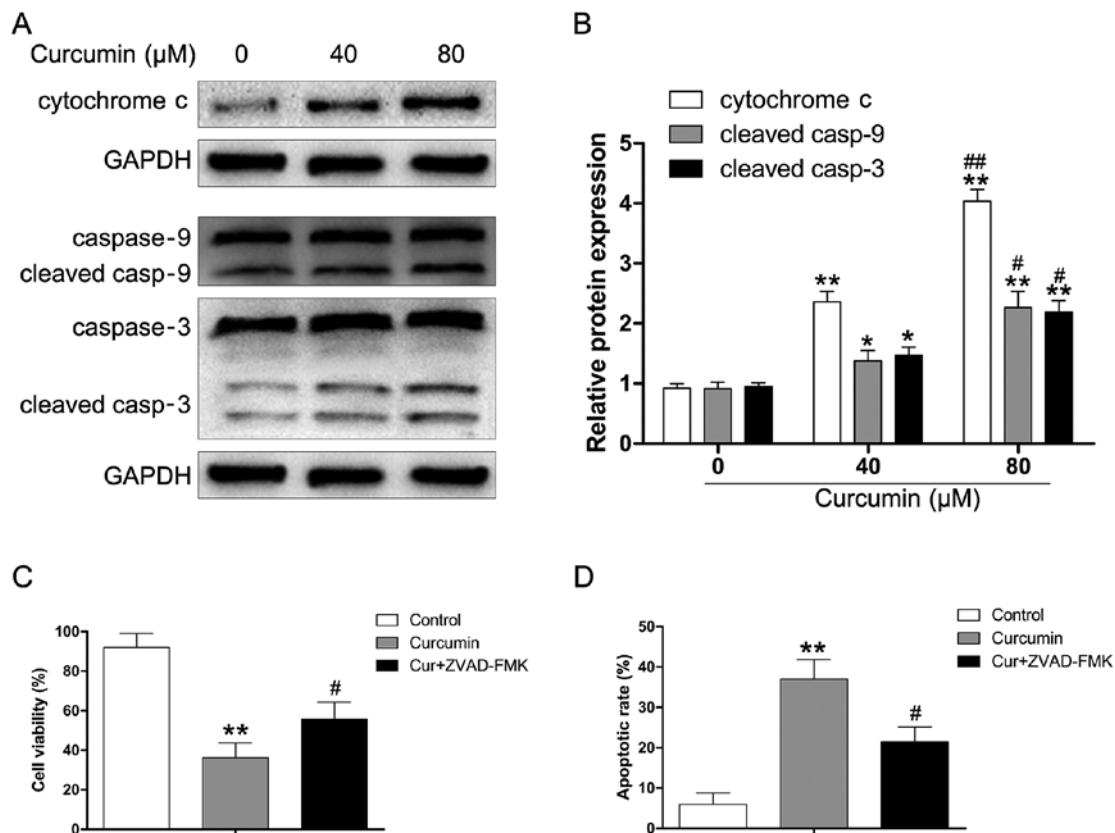 A
Curcumin (µM) 0 40 80
cytochrome c
GAPDH
caspase-9
cleaved casp-9
caspase-3
cleaved casp-3
GAPDH
B
cytochrome c
cleaved casp-9
cleaved casp-3
Relative protein expression
5
4
3
2
1
0
**
*
*
##
**
#
**
#
**
0 40 80
Curcumin (µM)
C
Control
Curcumin
Cur+ZVAD-FMK
Cell viability (%)
100
80
60
40
20
0
**
#
D
Control
Curcumin
Cur+ZVAD-FMK
Apoptotic rate (%)
50
40
30
20
10
0
**
#